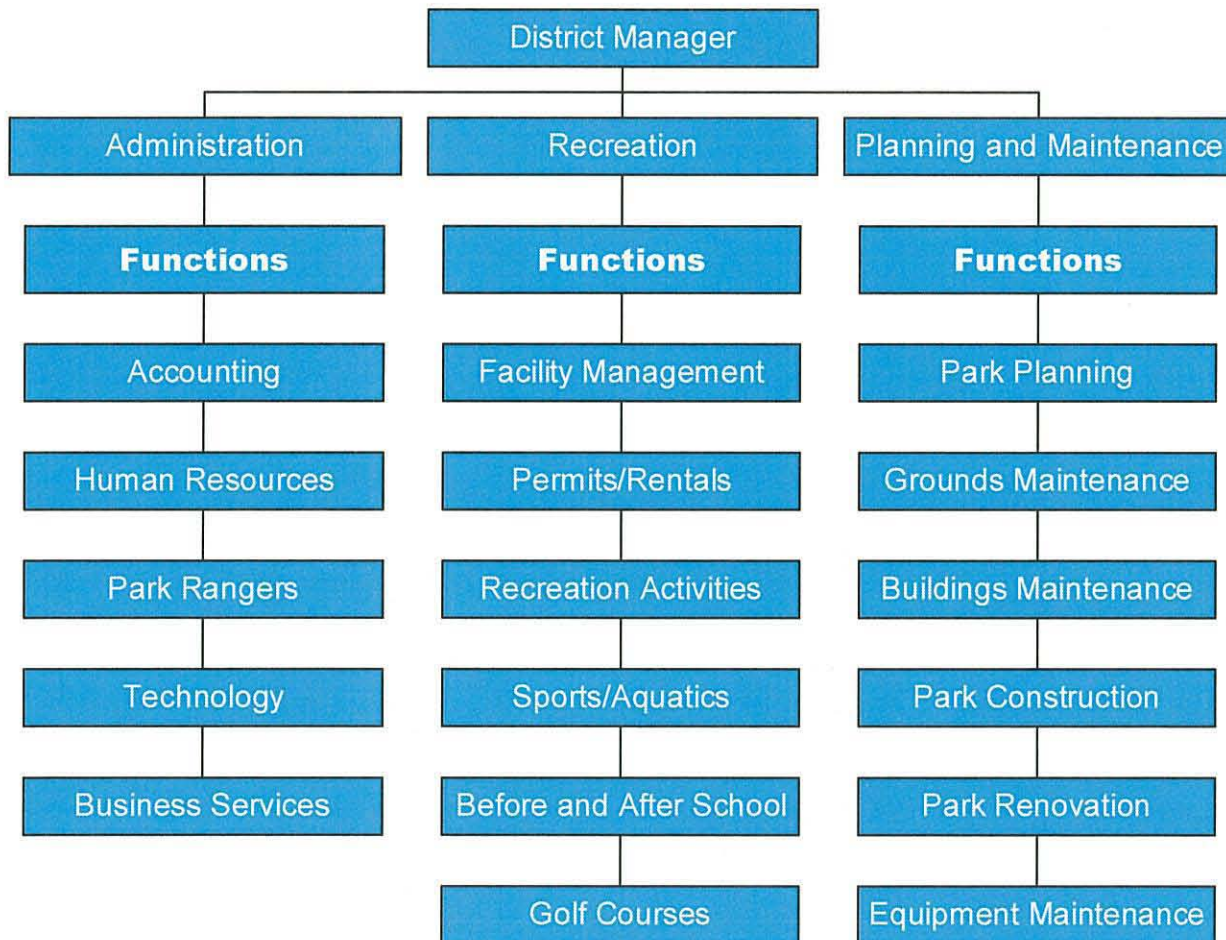 District Manager
Administration
Recreation
Planning and Maintenance
Functions
Functions
Functions
Accounting
Facility Management
Park Planning
Human Resources
Permits/Rentals
Grounds Maintenance
Park Rangers
Recreation Activities
Buildings Maintenance
Technology
Sports/Aquatics
Park Construction
Business Services
Before and After School
Park Renovation
Golf Courses
Equipment Maintenance